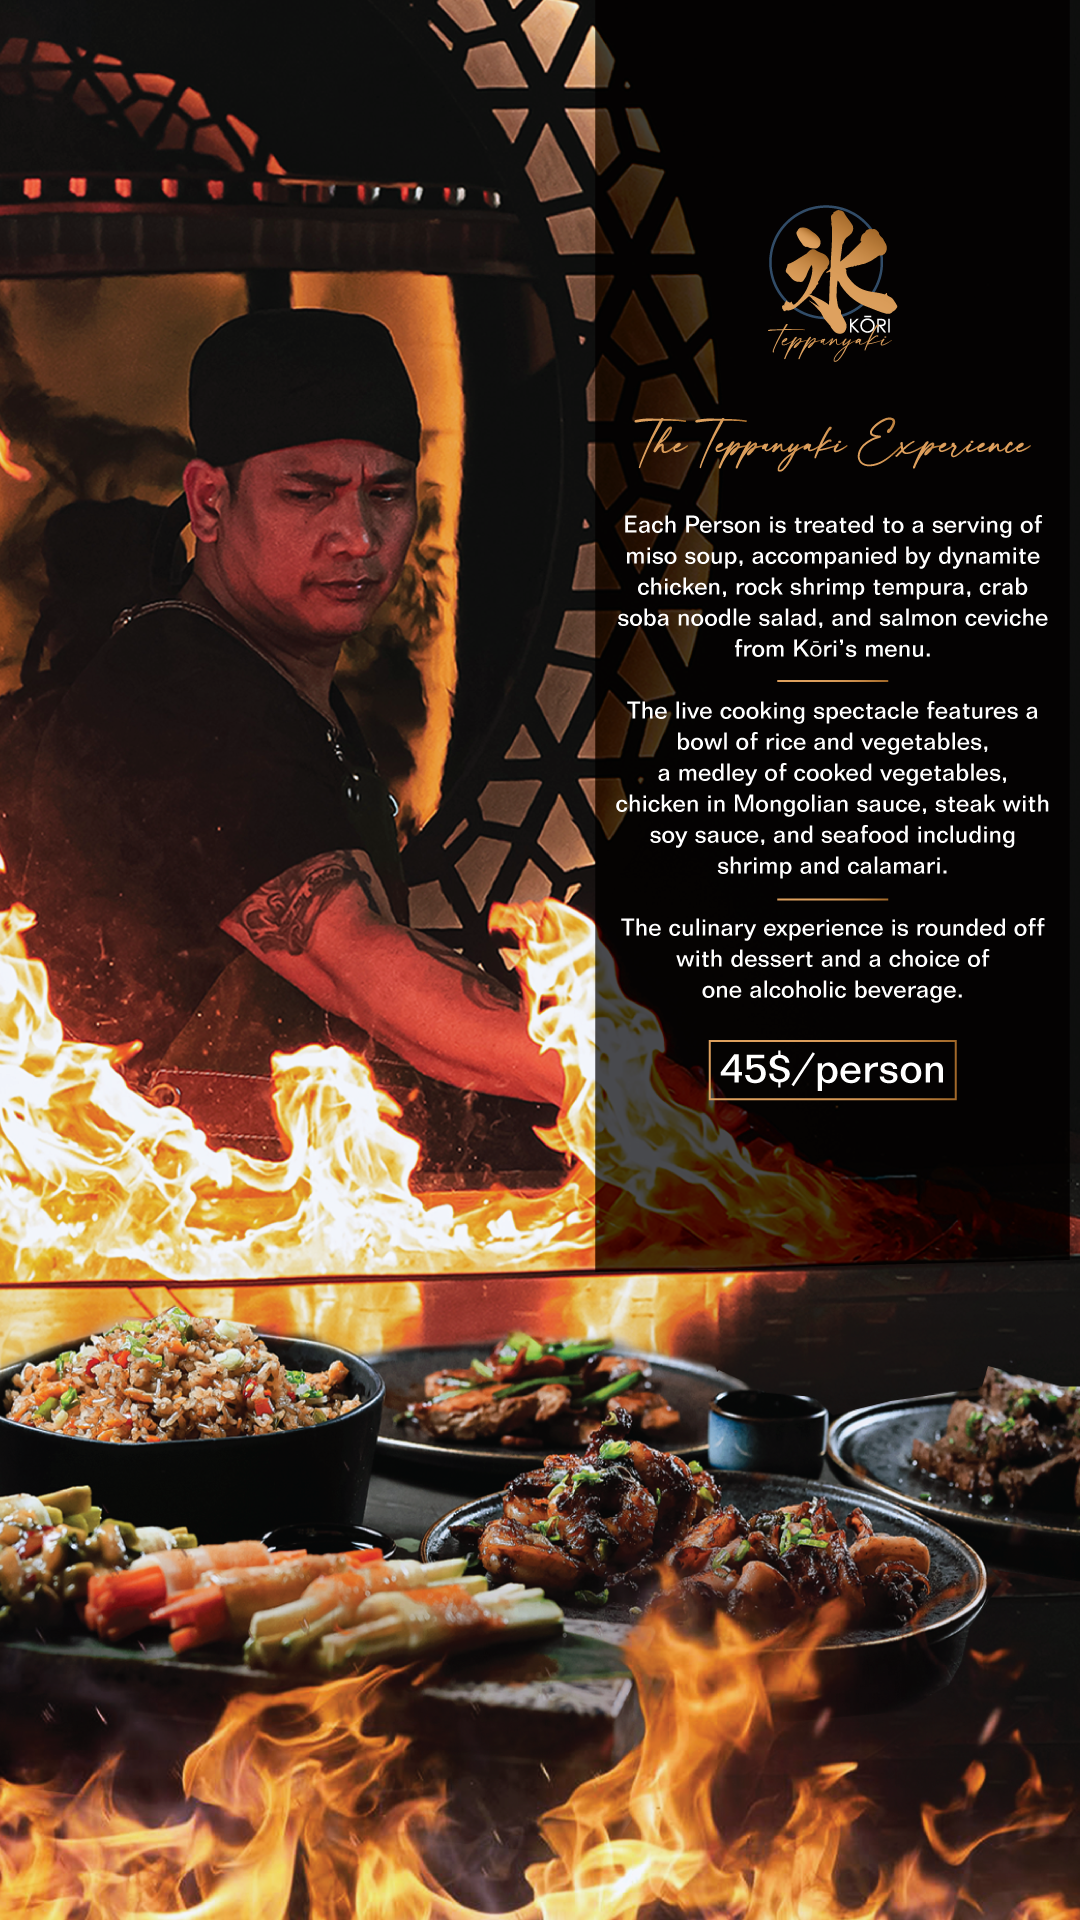 氷
KŌRI
Teppanyaki
The Teppanyaki Experience
Each Person is treated to a serving of
miso soup, accompanied by dynamite
chicken, rock shrimp tempura, crab
soba noodle salad, and salmon ceviche
from Kōri's menu.
The live cooking spectacle features a
bowl of rice and vegetables,
a medley of cooked vegetables,
chicken in Mongolian sauce, steak with
soy sauce, and seafood including
shrimp and calamari.
The culinary experience is rounded off
with dessert and a choice of
one alcoholic beverage.
45$/person